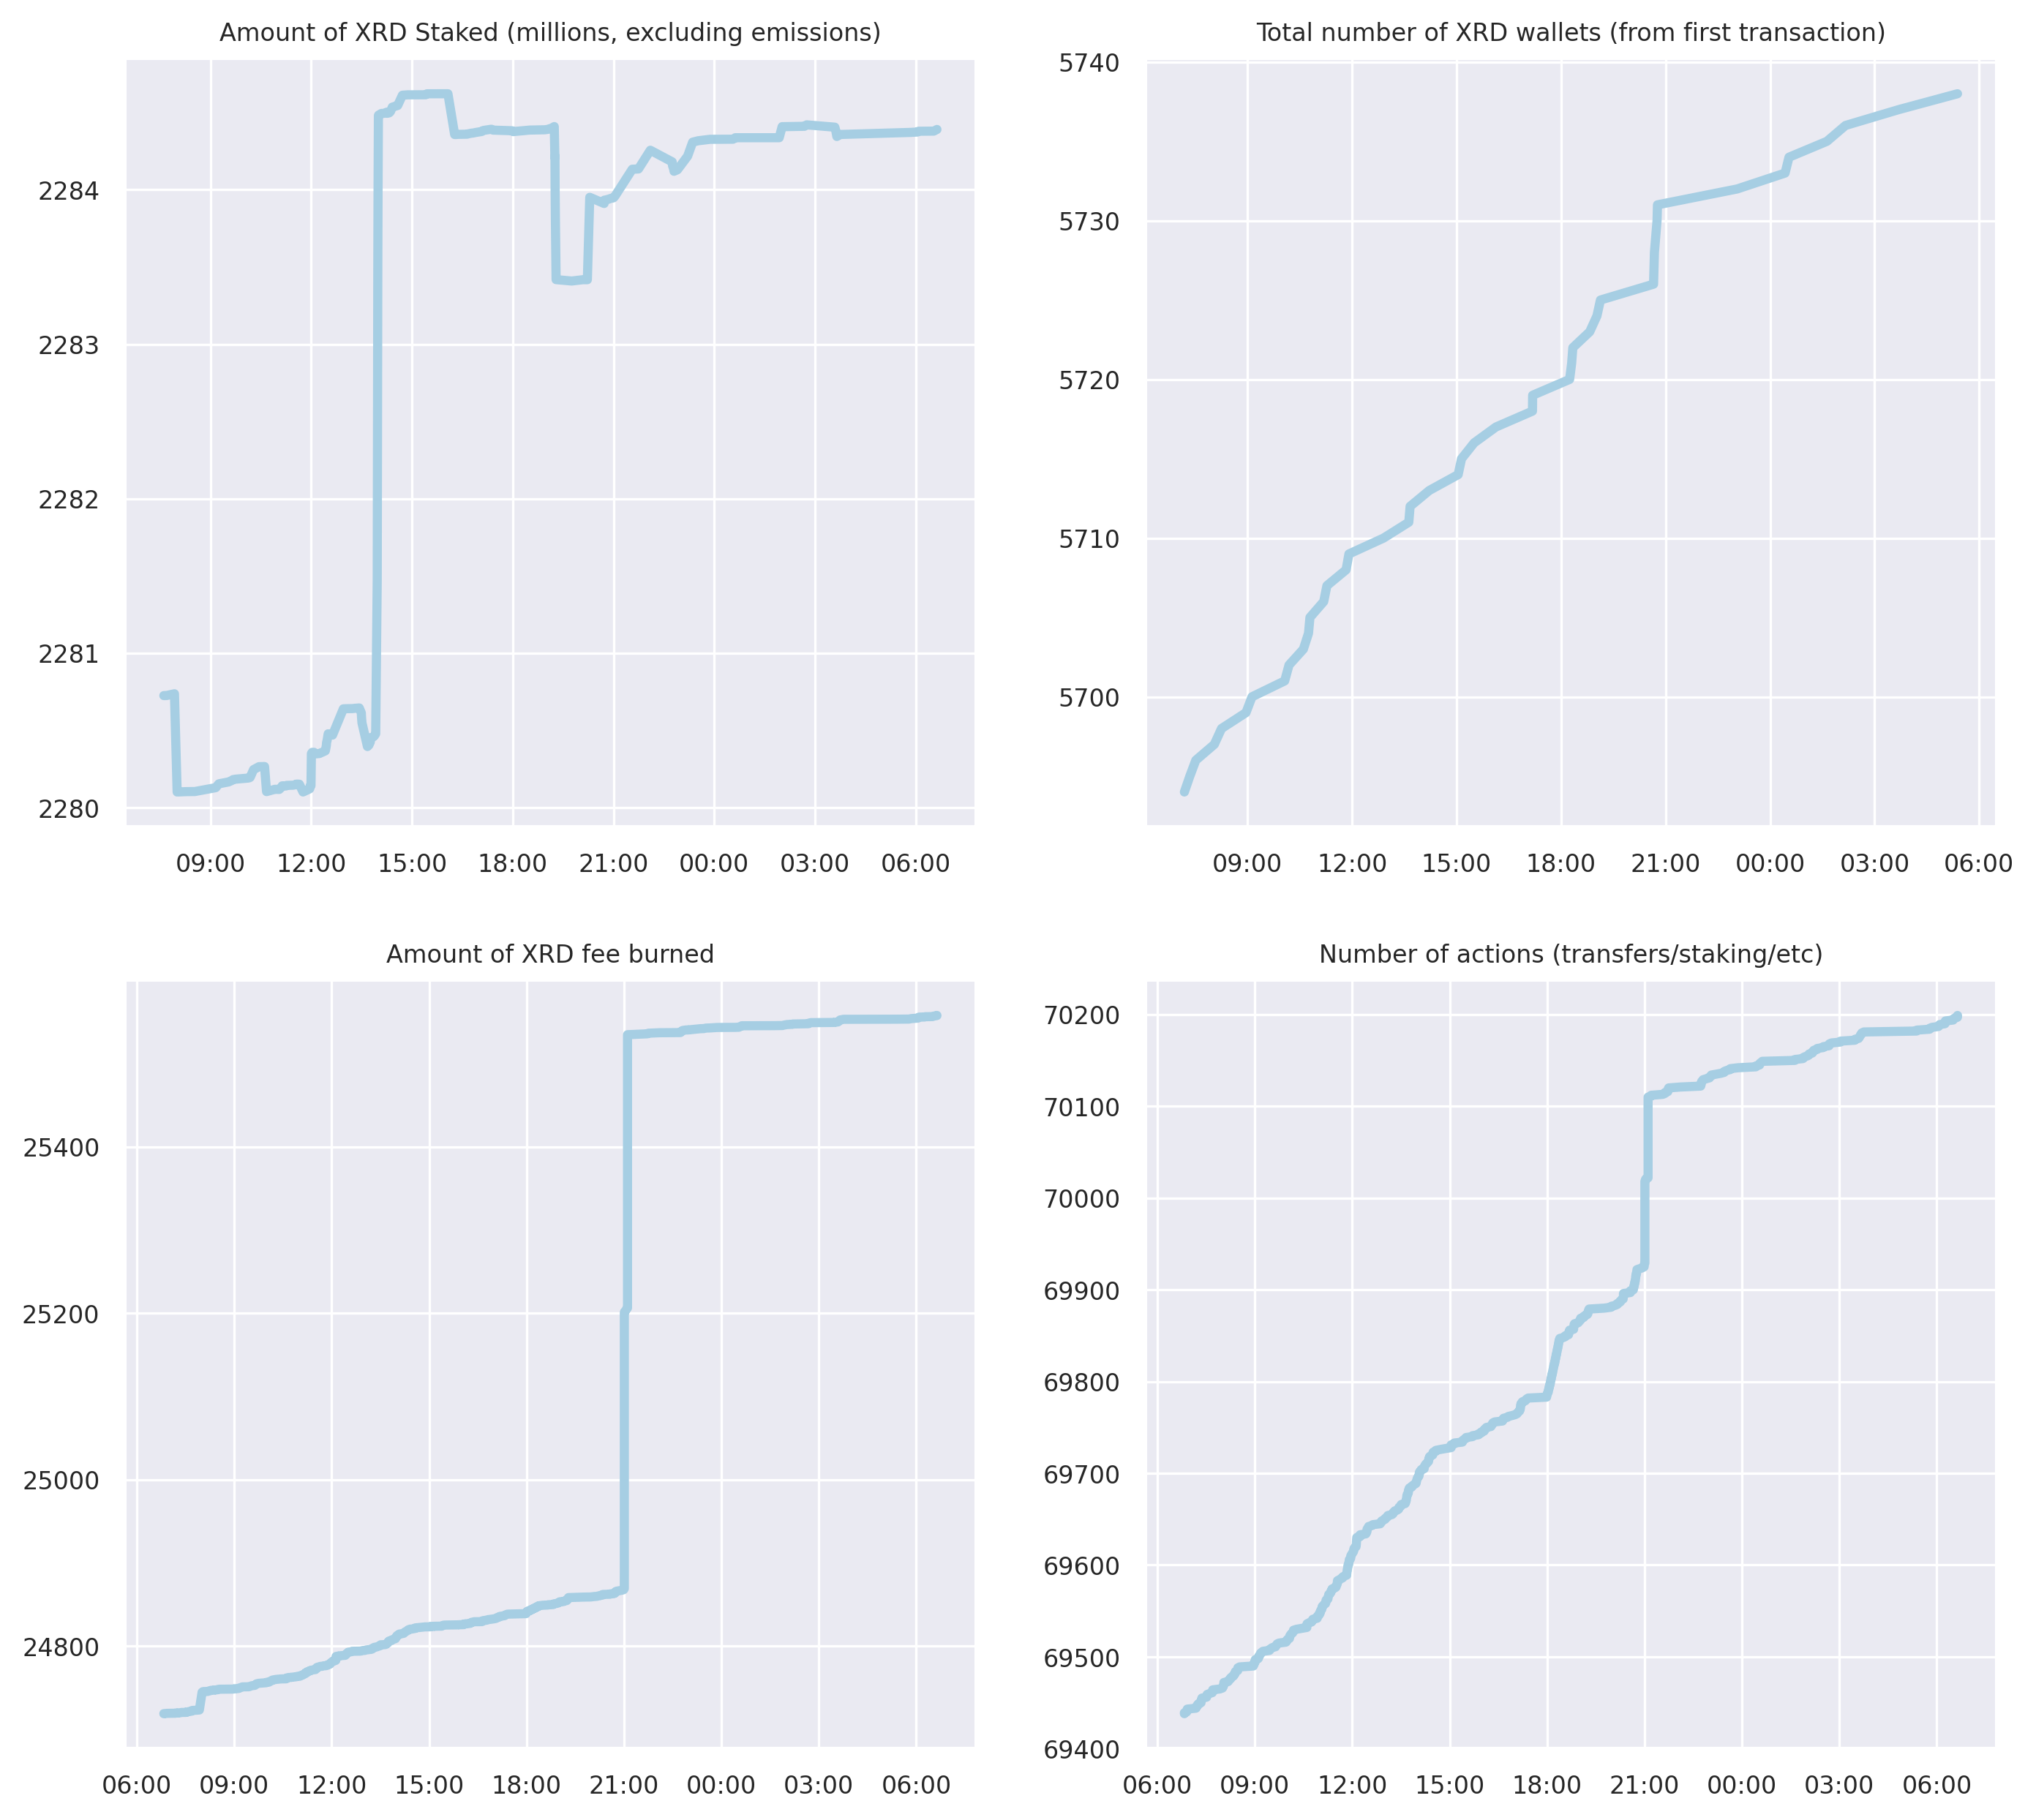 Amount of XRD Staked (millions, excluding emissions)
2284
2283
2282
2281
2280
09:00 12:00 15:00 18:00 21:00 00:00 03:00 06:00
Total number of XRD wallets (from first transaction)
5740
5730
5720
5710
5700
09:00 12:00 15:00 18:00 21:00 00:00 03:00 06:00
Amount of XRD fee burned
25400
25200
25000
24800
06:00 09:00 12:00 15:00 18:00 21:00 00:00 03:00 06:00
Number of actions (transfers/staking/etc)
70200
70100
70000
69900
69800
69700
69600
69500
69400
06:00 09:00 12:00 15:00 18:00 21:00 00:00 03:00 06:00